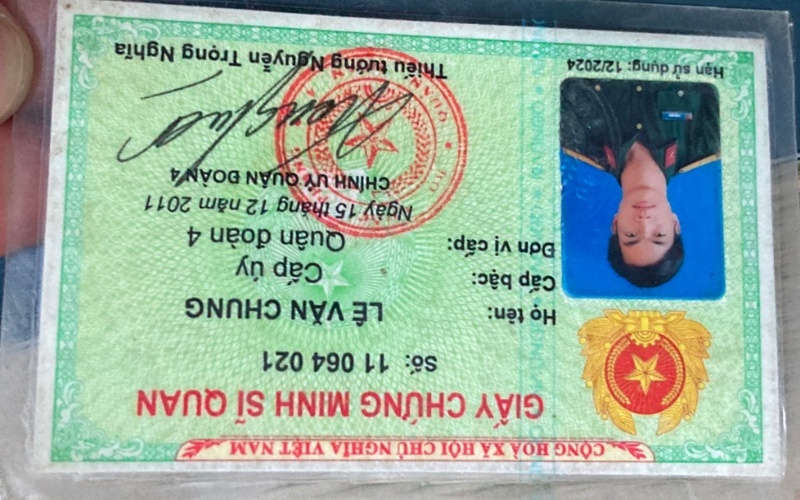 CỘNG HOÀ XÃ HỘI CHỦ NGHĨA VIỆT NAM
GIẤY CHỨNG MINH SĨ QUAN
Số: 11 064 021
Họ tên: LÊ VĂN CHUNG
Cấp bậc: Cấp úy
Đơn vị cấp: Quân đoàn 4
Ngày 15 tháng 12 năm 2011
CHÍNH UỶ QUÂN ĐOÀN 4
Thiếu tướng Nguyễn Trọng Nghĩa
Hạn sử dụng: 12/2024